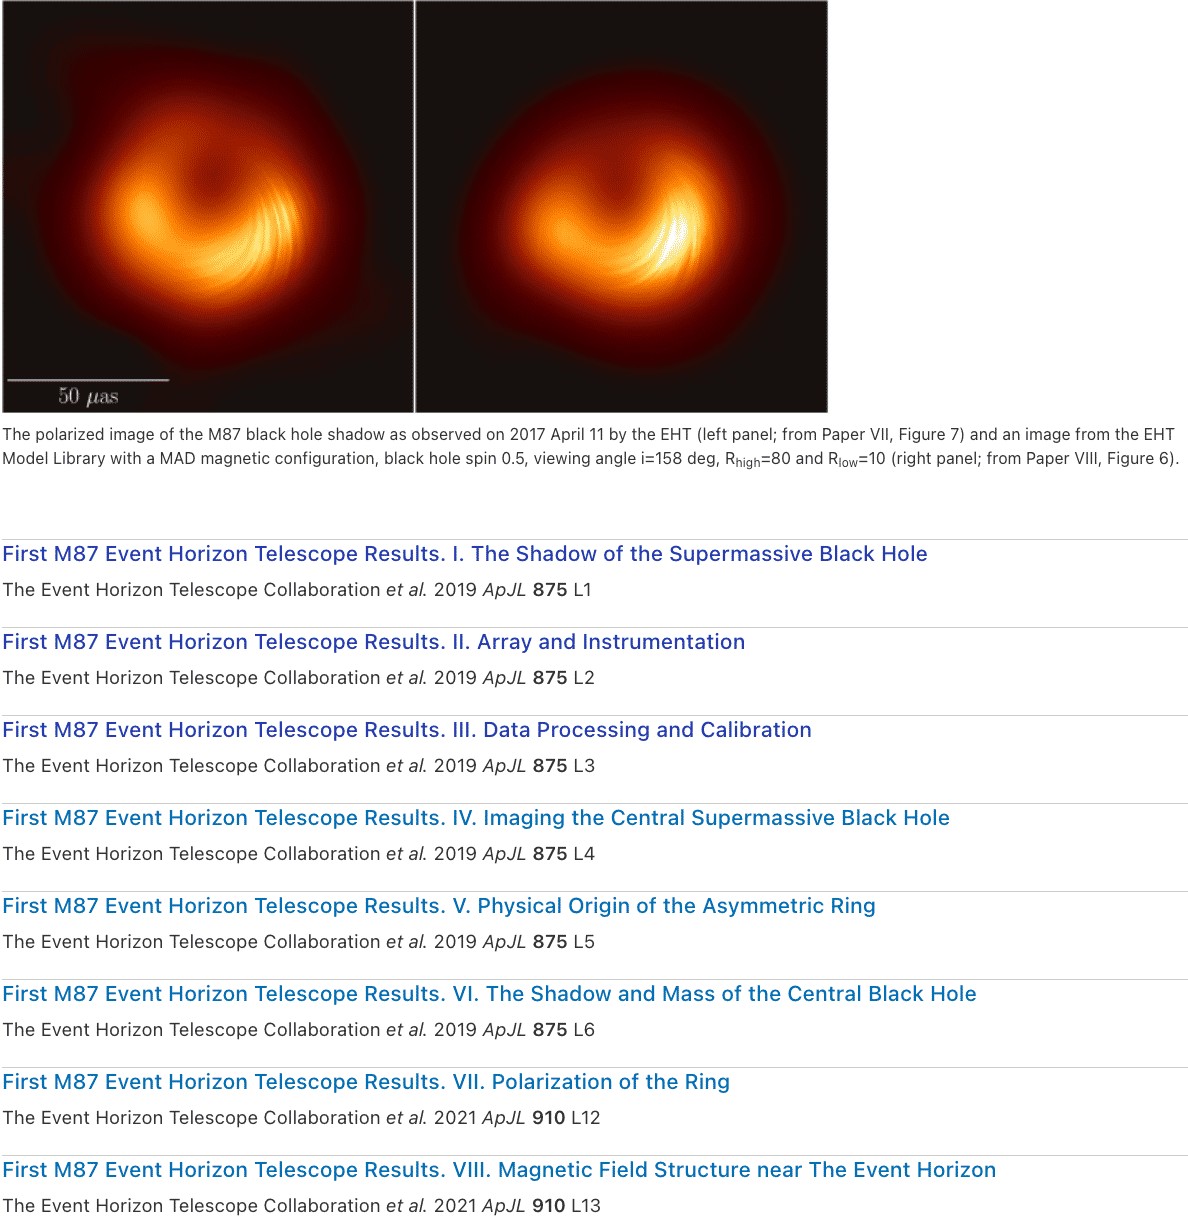 50 μas
The polarized image of the M87 black hole shadow as observed on 2017 April 11 by the EHT (left panel; from Paper VII, Figure 7) and an image from the EHT
Model Library with a MAD magnetic configuration, black hole spin 0.5, viewing angle i=158 deg, Rhigh=80 and Rlow=10 (right panel; from Paper VIII, Figure 6).
First M87 Event Horizon Telescope Results. I. The Shadow of the Supermassive Black Hole
The Event Horizon Telescope Collaboration et al. 2019 ApJL 875 L1
First M87 Event Horizon Telescope Results. II. Array and Instrumentation
The Event Horizon Telescope Collaboration et al. 2019 ApJL 875 L2
First M87 Event Horizon Telescope Results. III. Data Processing and Calibration
The Event Horizon Telescope Collaboration et al. 2019 ApJL 875 L3
First M87 Event Horizon Telescope Results. IV. Imaging the Central Supermassive Black Hole
The Event Horizon Telescope Collaboration et al. 2019 ApJL 875 L4
First M87 Event Horizon Telescope Results. V. Physical Origin of the Asymmetric Ring
The Event Horizon Telescope Collaboration et al. 2019 ApJL 875 L5
First M87 Event Horizon Telescope Results. VI. The Shadow and Mass of the Central Black Hole
The Event Horizon Telescope Collaboration et al. 2019 ApJL 875 L6
First M87 Event Horizon Telescope Results. VII. Polarization of the Ring
The Event Horizon Telescope Collaboration et al. 2021 ApJL 910 L12
First M87 Event Horizon Telescope Results. VIII. Magnetic Field Structure near The Event Horizon
The Event Horizon Telescope Collaboration et al. 2021 ApJL 910 L13